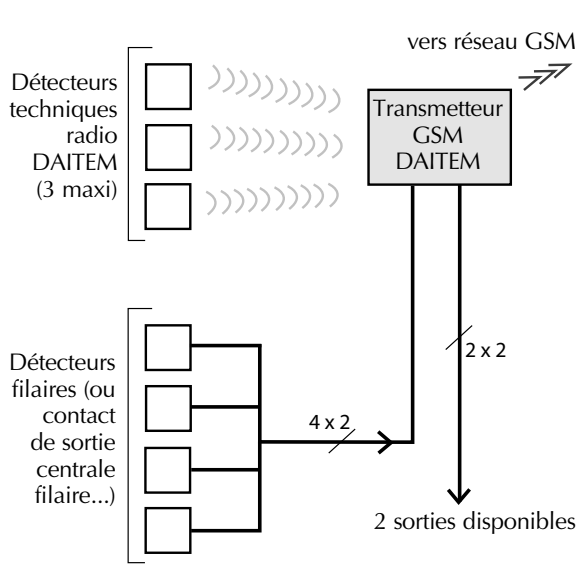 vers réseau GSM
Détecteurs
techniques
radio
DAITEM
(3 maxi)
Transmetteur
GSM
DAITEM
Détecteurs
filaires (ou
contact
de sortie
centrale
filaire...)
4 x 2
2 x 2
2 sorties disponibles